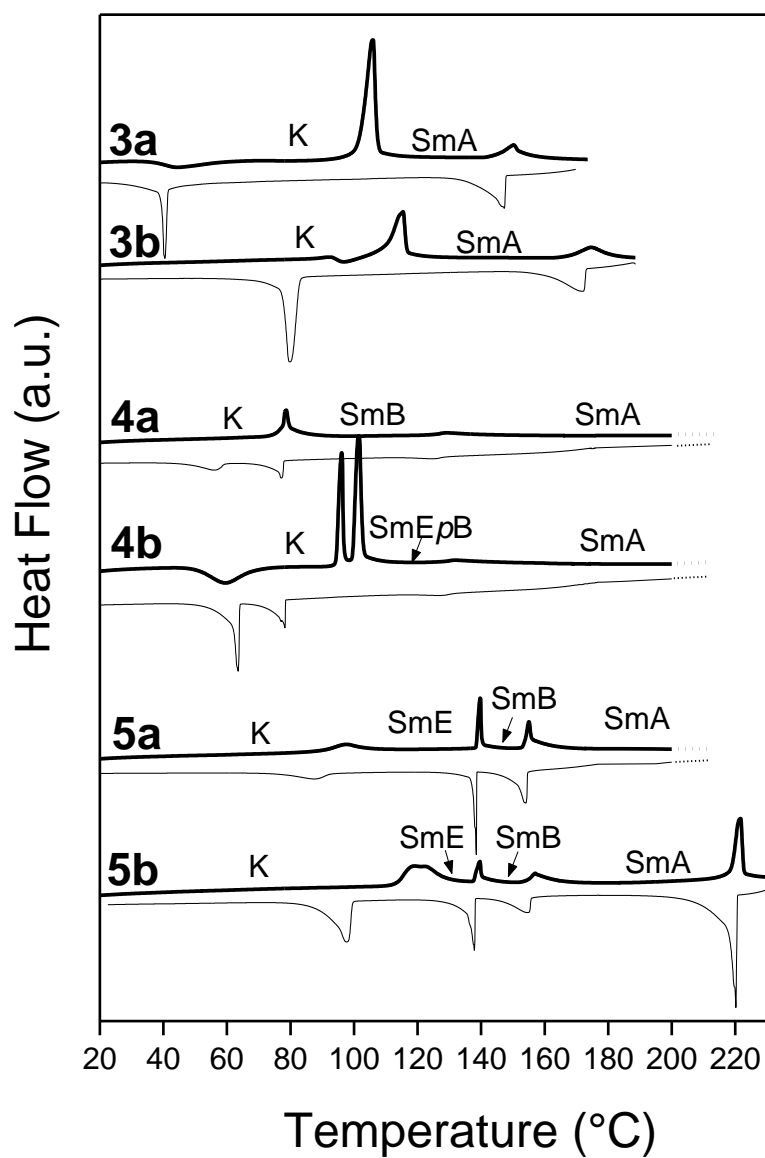 3a K SmA
3b K SmA
4a K SmB SmA
4b K SmEpB SmA
5a K SmE SmB SmA
5b K SmE SmB SmA
Heat Flow (a.u.)
20 40 60 80 100 120 140 160 180 200 220
Temperature (°C)